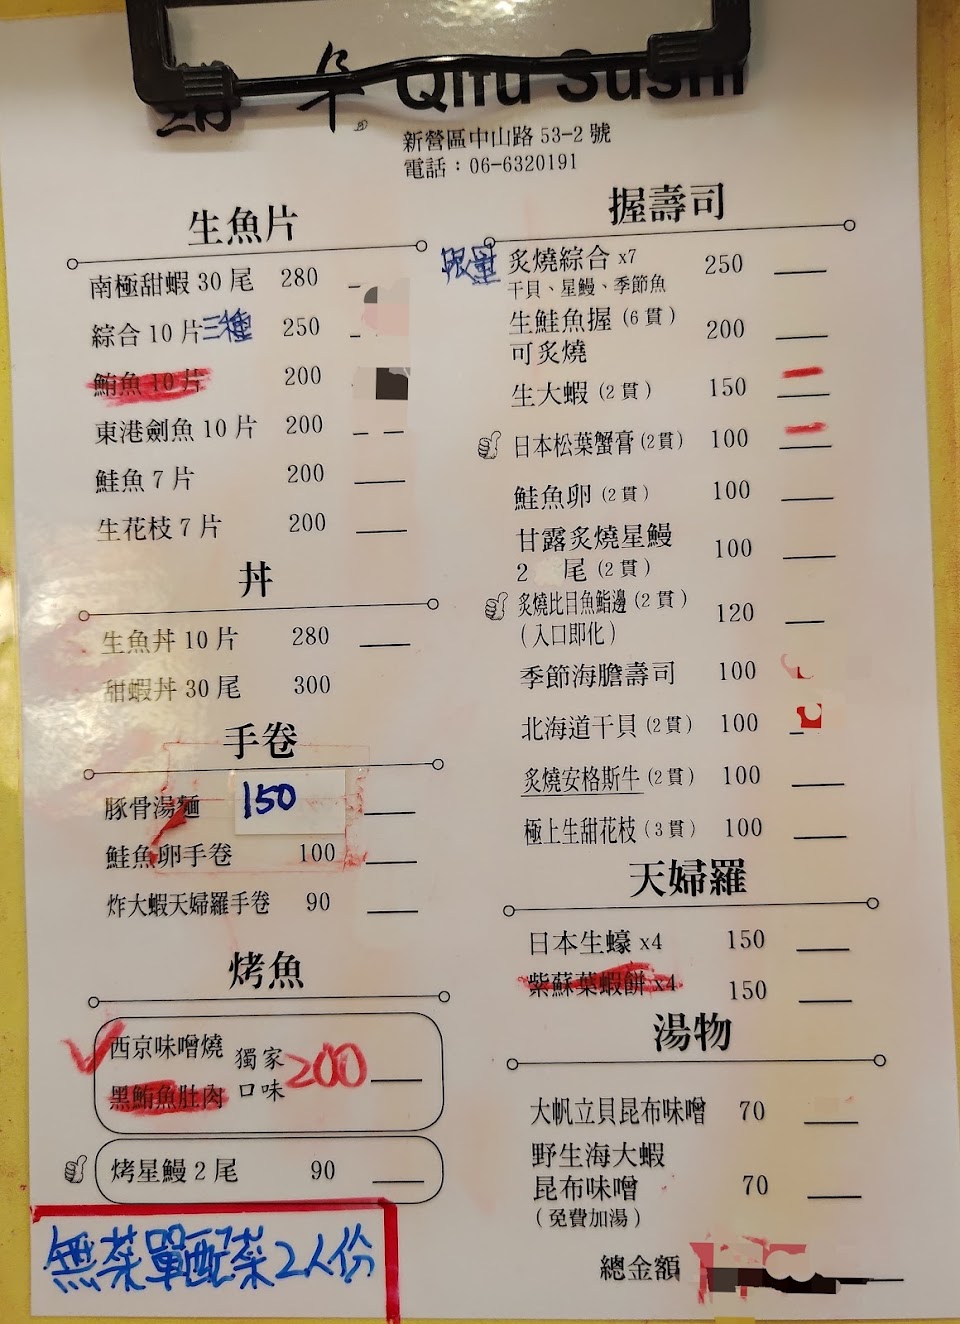 Qifu Sushi
新營區中山路 53-2 號
電話：06-6320191
生魚片
南極甜蝦 30 尾 280
綜合 10 片 三種 250
鮪魚 10 片 200
東港劍魚 10 片 200
鮭魚 7 片 200
生花枝 7 片 200
丼
生魚丼 10 片 280
甜蝦丼 30 尾 300
手卷
豚骨湯麵 150
鮭魚卵手卷 100
炸大蝦天婦羅手卷 90
烤魚
西京味噌燒
黑鮪魚肚肉
獨家
口味
200
烤星鰻 2 尾 90
無菜單配菜2人份
握壽司
限量 炙燒綜合 x7 250
干貝、星鰻、季節魚
生鮭魚握 (6 貫) 200
可炙燒
生大蝦 (2 貫) 150
日本松葉蟹膏 (2貫) 100
鮭魚卵 (2 貫) 100
甘露炙燒星鰻
2 尾 (2 貫) 100
炙燒比目魚鮨邊 (2 貫) 120
(入口即化)
季節海膽壽司 100
北海道干貝 (2 貫) 100
炙燒安格斯牛 (2 貫) 100
極上生甜花枝 (3 貫) 100
天婦羅
日本生蠔 x4 150
紫蘇葉蝦餅 x4 150
湯物
大帆立貝昆布味噌 70
野生海大蝦
昆布味噌 70
(免費加湯)
總金額